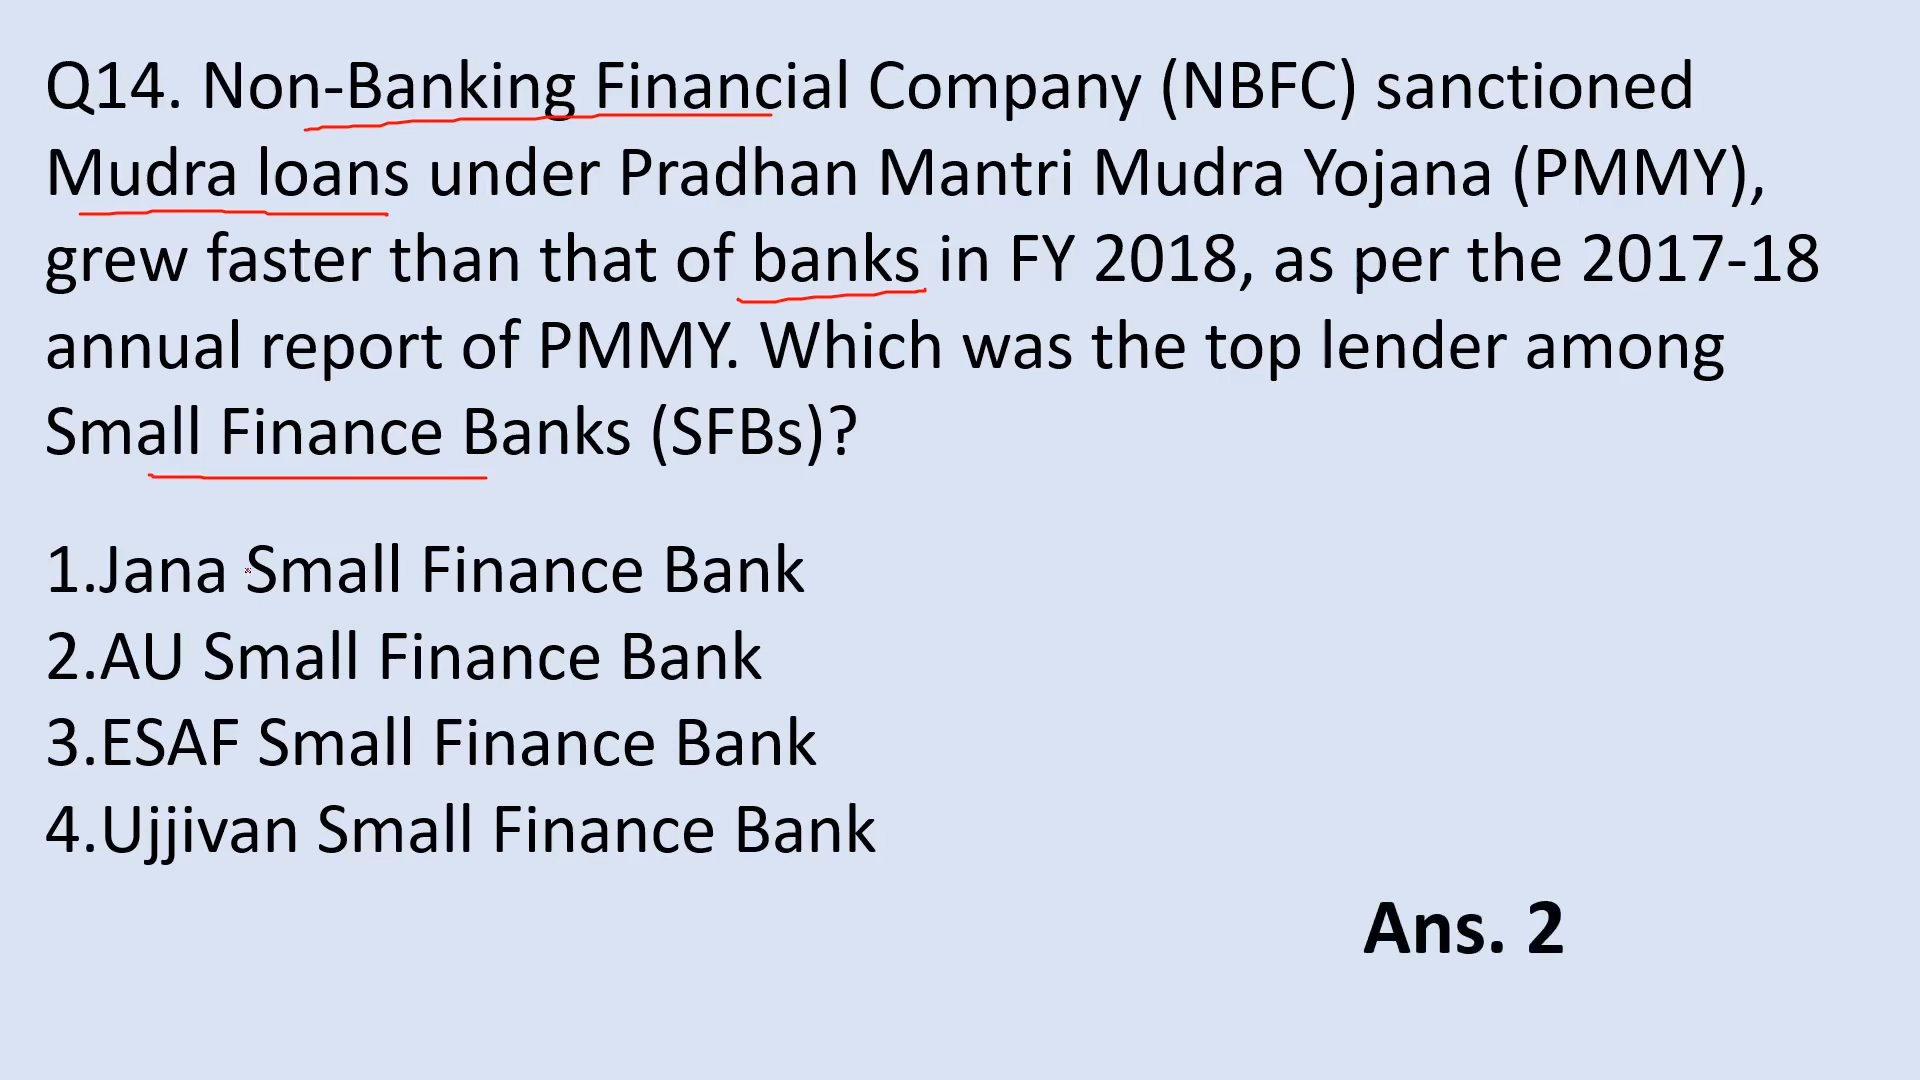 Q14. Non-Banking Financial Company (NBFC) sanctioned
Mudra loans under Pradhan Mantri Mudra Yojana (PMMY),
grew faster than that of banks in FY 2018, as per the 2017-18
annual report of PMMY. Which was the top lender among
Small Finance Banks (SFBs)?
1.Jana Small Finance Bank
2.AU Small Finance Bank
3.ESAF Small Finance Bank
4.Ujjivan Small Finance Bank
Ans. 2